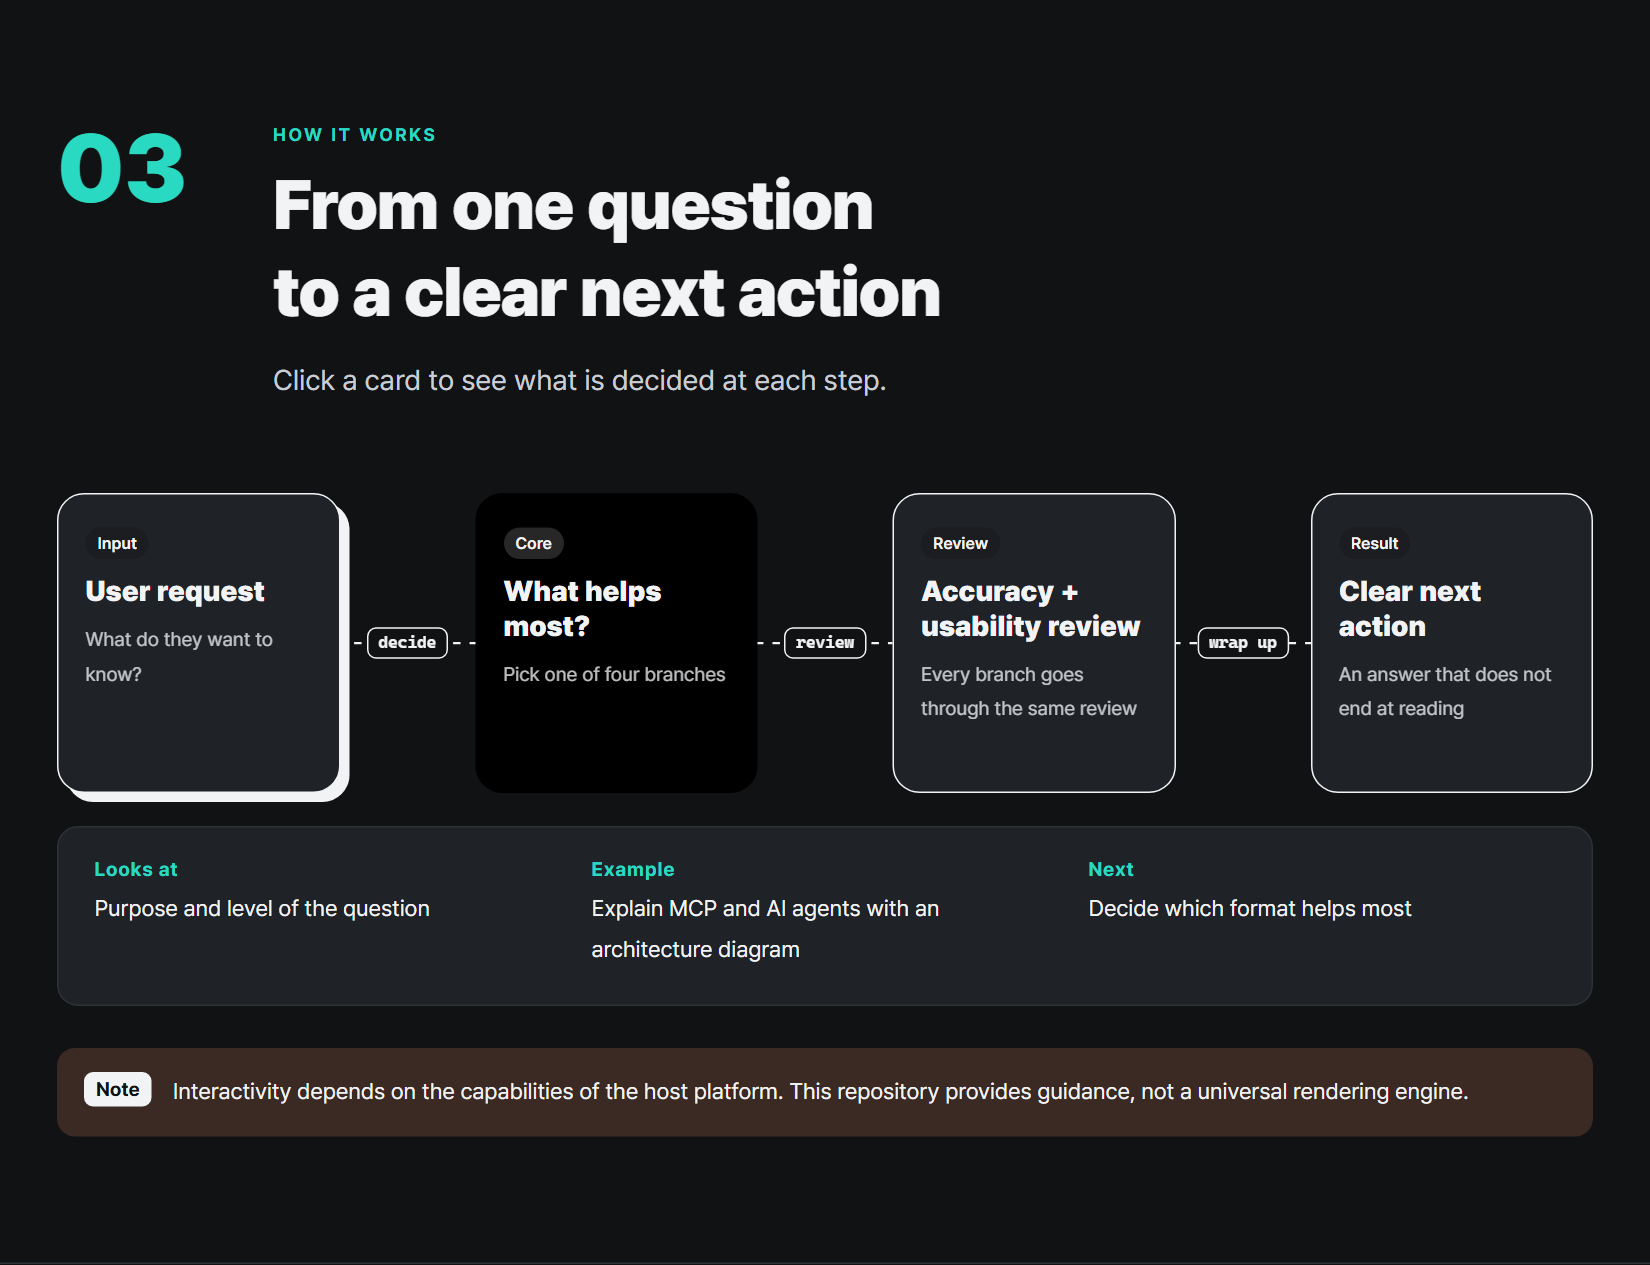 03
HOW IT WORKS
From one question
to a clear next action
Click a card to see what is decided at each step.
Input
User request
What do they want to
know?
decide
Core
What helps
most?
Pick one of four branches
review
Review
Accuracy +
usability review
Every branch goes
through the same review
wrap up
Result
Clear next
action
An answer that does not
end at reading
Looks at
Purpose and level of the question
Example
Explain MCP and AI agents with an
architecture diagram
Next
Decide which format helps most
Note
Interactivity depends on the capabilities of the host platform. This repository provides guidance, not a universal rendering engine.